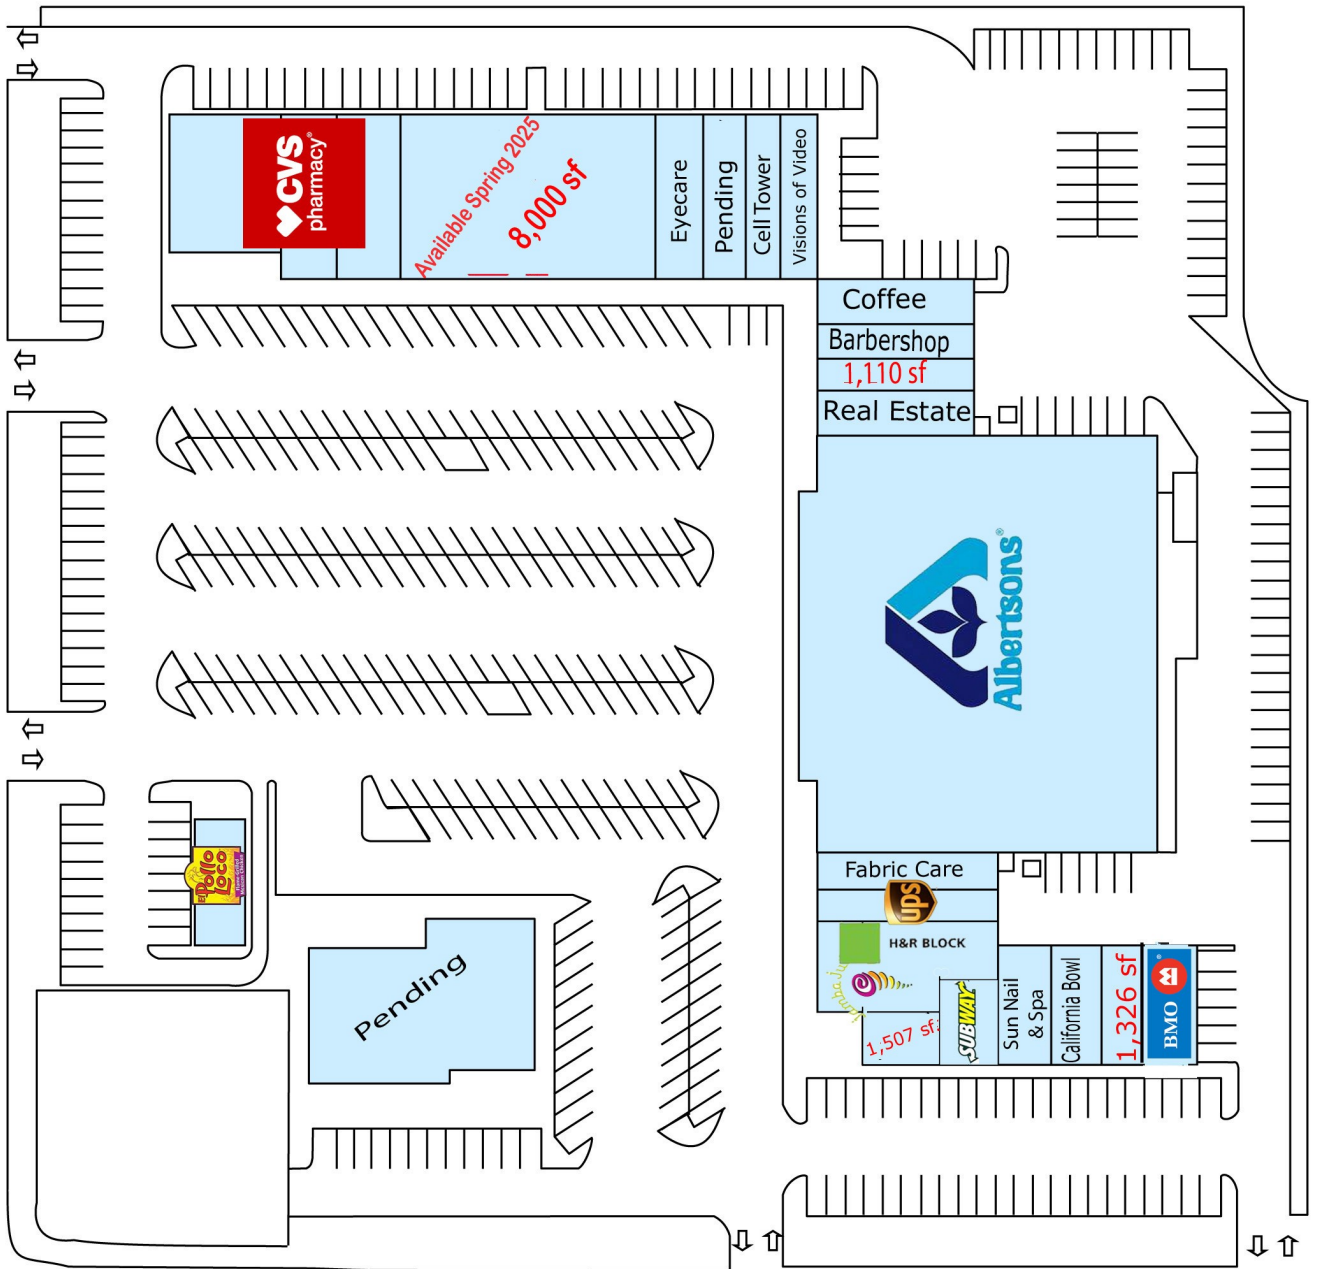 CVS
pharmacy®
Available Spring 2025
8,000 sf
Eyecare
Pending
Cell Tower
Visions of Video
Coffee
Barbershop
1,110 sf
Real Estate
Albertsons®
El Pollo
Loco
Pending
Fabric Care
ups
H&R BLOCK
Jamba Ju
1,507 sf
SUBWAY
Sun Nail
& Spa
California Bowl
1,326 sf
BMO